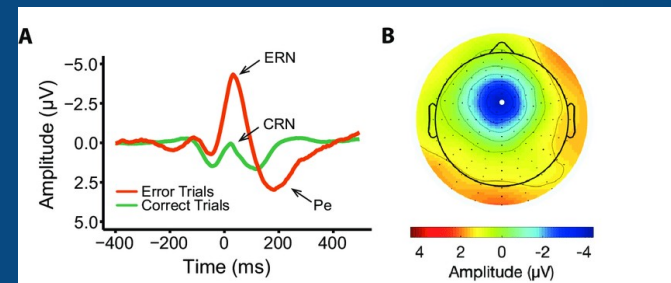 A
B
ERN
CRN
Pe
Amplitude (µV)
−5.0
−2.5
0.0
2.5
5.0
Error Trials
Correct Trials
−400
−200
0
200
400
Time (ms)
4
2
0
-2
-4
Amplitude (µV)